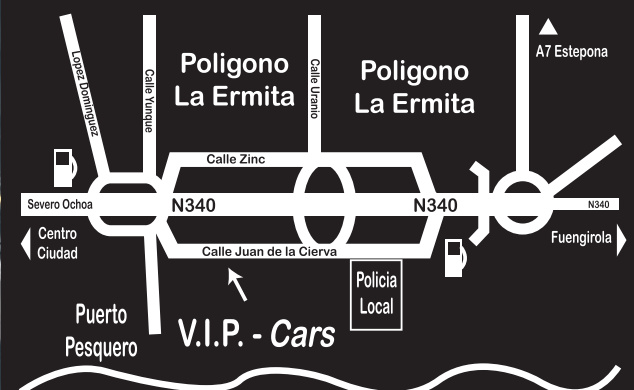 Lopez Dominguez
Calle Yunque
Poligono
La Ermita
Calle Uranio
Poligono
La Ermita
A7 Estepona
Calle Zinc
Severo Ochoa
N340
N340
N340
Centro
Ciudad
Fuengirola
Calle Juan de la Cierva
Policia
Local
Puerto
Pesquero
V.I.P. - Cars